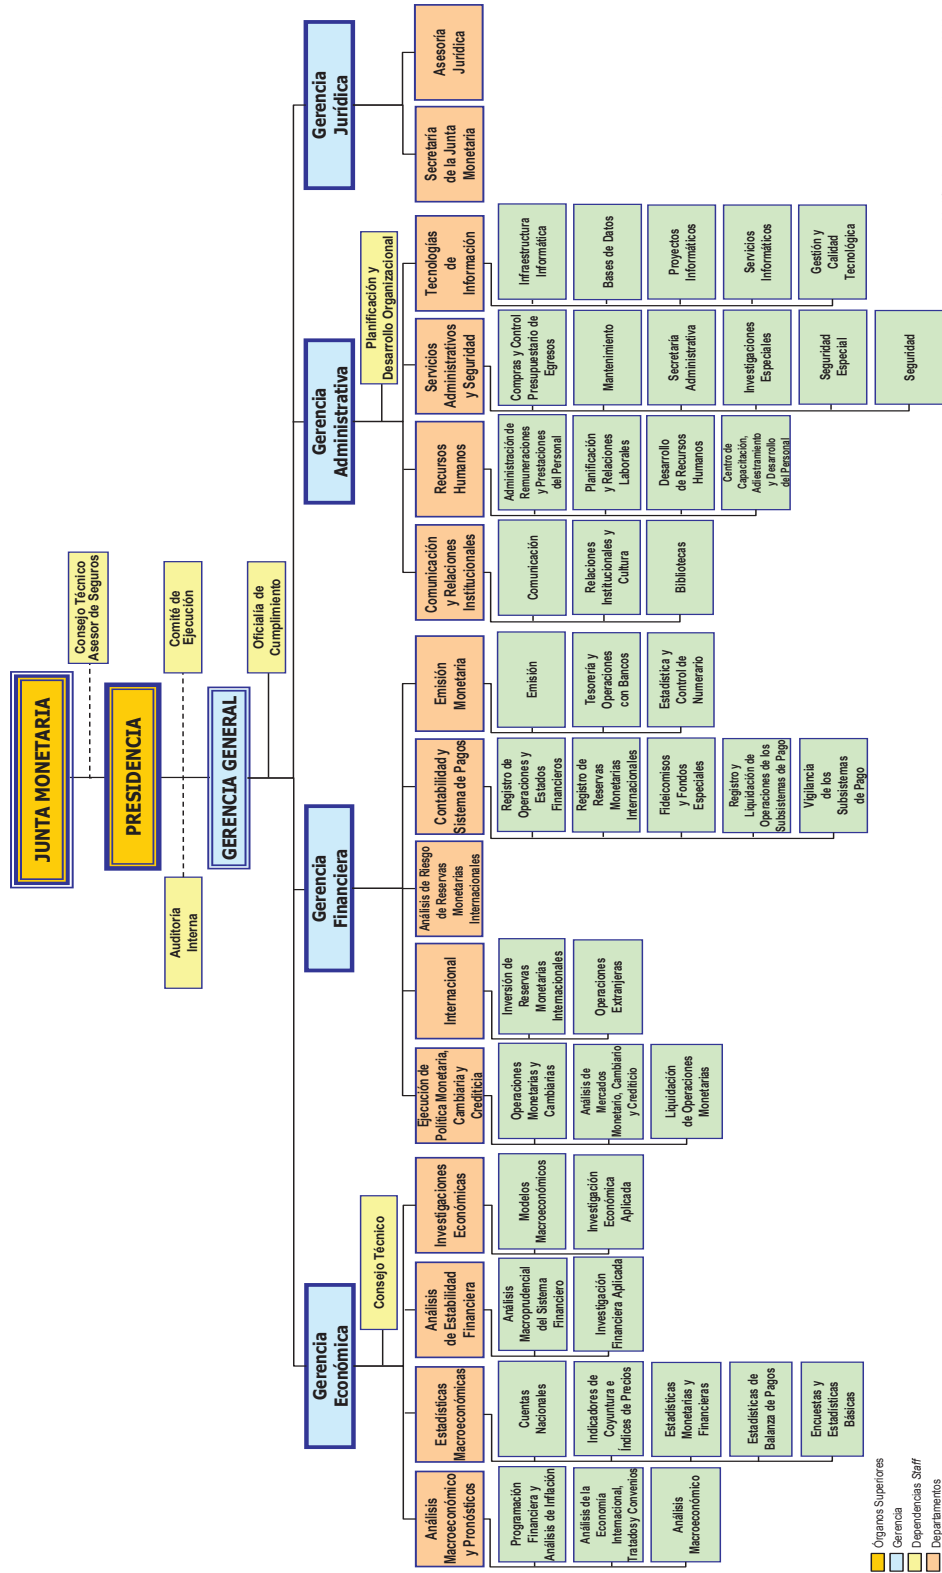 JUNTA MONETARIA
Consejo Técnico
Asesor de Seguros
PRESIDENCIA
Auditoría
Interna
Comité de
Ejecución
GERENCIA GENERAL
Oficialia de
Cumplimiento
Gerencia
Económica
Gerencia
Financiera
Gerencia
Administrativa
Gerencia
Jurídica
Consejo Técnico
Planificación y
Desarrollo Organizacional
Análisis
Macroeconómico
y Pronósticos
Programación
Financiera y
Análisis de Inflación
Análisis de la
Economía
Internacional,
Tratados y Convenios
Análisis
Macroeconómico
Estadísticas
Macroeconómicas
Cuentas
Nacionales
Indicadores de
Coyuntura e
Índices de Precios
Estadísticas
Monetarias y
Financieras
Estadísticas de
Balanza de Pagos
Encuestas y
Estadísticas
Básicas
Análisis
de Estabilidad
Financiera
Análisis
Macroprudencial
del Sistema
Financiero
Investigación
Financiera Aplicada
Investigaciones
Económicas
Modelos
Macroeconómicos
Investigación
Económica
Aplicada
Ejecución de
Política Monetaria,
Cambiaria y
Crediticia
Operaciones
Monetarias y
Cambiarias
Análisis de
Mercados
Monetario, Cambiario
y Crediticio
Liquidación
de Operaciones
Monetarias
Internacional
Inversión de
Reservas
Monetarias
Internacionales
Operaciones
Extranjeras
Análisis de Riesgo
de Reservas
Monetarias
Internacionales
Contabilidad y
Sistema de Pagos
Registro de
Operaciones y
Estados
Financieros
Registro de
Reservas
Monetarias
Internacionales
Fideicomisos
y Fondos
Especiales
Registro y
Liquidación de
Operaciones de los
Subsistemas de Pago
Vigilancia
de los
Subsistemas
de Pago
Emisión
Monetaria
Emisión
Tesorería y
Operaciones
con Bancos
Estadística y
Control de
Numerario
Comunicación
y Relaciones
Institucionales
Comunicación
Relaciones
Institucionales y
Cultura
Bibliotecas
Recursos
Humanos
Administración de
Remuneraciones
y Prestaciones
del Personal
Planificación
y Relaciones
Laborales
Desarrollo
de Recursos
Humanos
Centro de
Capacitación,
Adiestramiento
y Desarrollo
del Personal
Servicios
Administrativos
y Seguridad
Compras y Control
Presupuestario de
Egresos
Mantenimiento
Secretaría
Administrativa
Investigaciones
Especiales
Seguridad
Especial
Seguridad
Tecnologías
de
Información
Infraestructura
Informática
Bases de Datos
Proyectos
Informáticos
Servicios
Informáticos
Gestión y
Calidad
Tecnológica
Secretaría
de la Junta
Monetaria
Asesoría
Jurídica
Órganos Superiores
Gerencia
Dependencias Staff
Departamentos